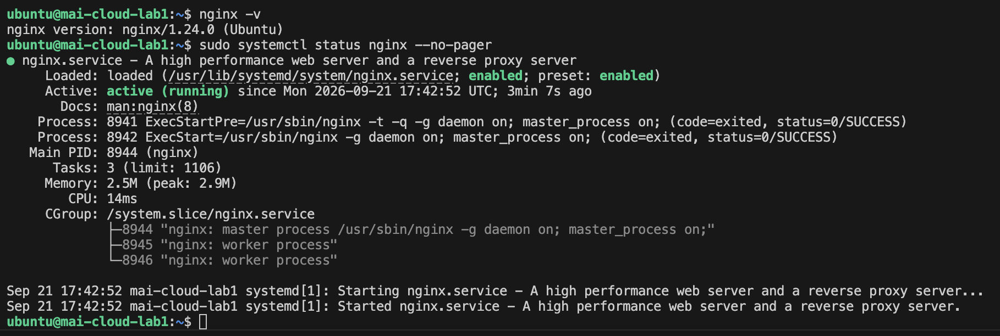 ubuntu@mai-cloud-lab1:~$ nginx -v
nginx version: nginx/1.24.0 (Ubuntu)
ubuntu@mai-cloud-lab1:~$ sudo systemctl status nginx --no-pager
● nginx.service - A high performance web server and a reverse proxy server
     Loaded: loaded (/usr/lib/systemd/system/nginx.service; enabled; preset: enabled)
     Active: active (running) since Mon 2026-09-21 17:42:52 UTC; 3min 7s ago
       Docs: man:nginx(8)
    Process: 8941 ExecStartPre=/usr/sbin/nginx -t -q -g daemon on; master_process on; (code=exited, status=0/SUCCESS)
    Process: 8942 ExecStart=/usr/sbin/nginx -g daemon on; master_process on; (code=exited, status=0/SUCCESS)
   Main PID: 8944 (nginx)
      Tasks: 3 (limit: 1106)
     Memory: 2.5M (peak: 2.9M)
        CPU: 14ms
     CGroup: /system.slice/nginx.service
             ├─8944 "nginx: master process /usr/sbin/nginx -g daemon on; master_process on;"
             ├─8945 "nginx: worker process"
             └─8946 "nginx: worker process"
Sep 21 17:42:52 mai-cloud-lab1 systemd[1]: Starting nginx.service - A high performance web server and a reverse proxy server...
Sep 21 17:42:52 mai-cloud-lab1 systemd[1]: Started nginx.service - A high performance web server and a reverse proxy server.
ubuntu@mai-cloud-lab1:~$